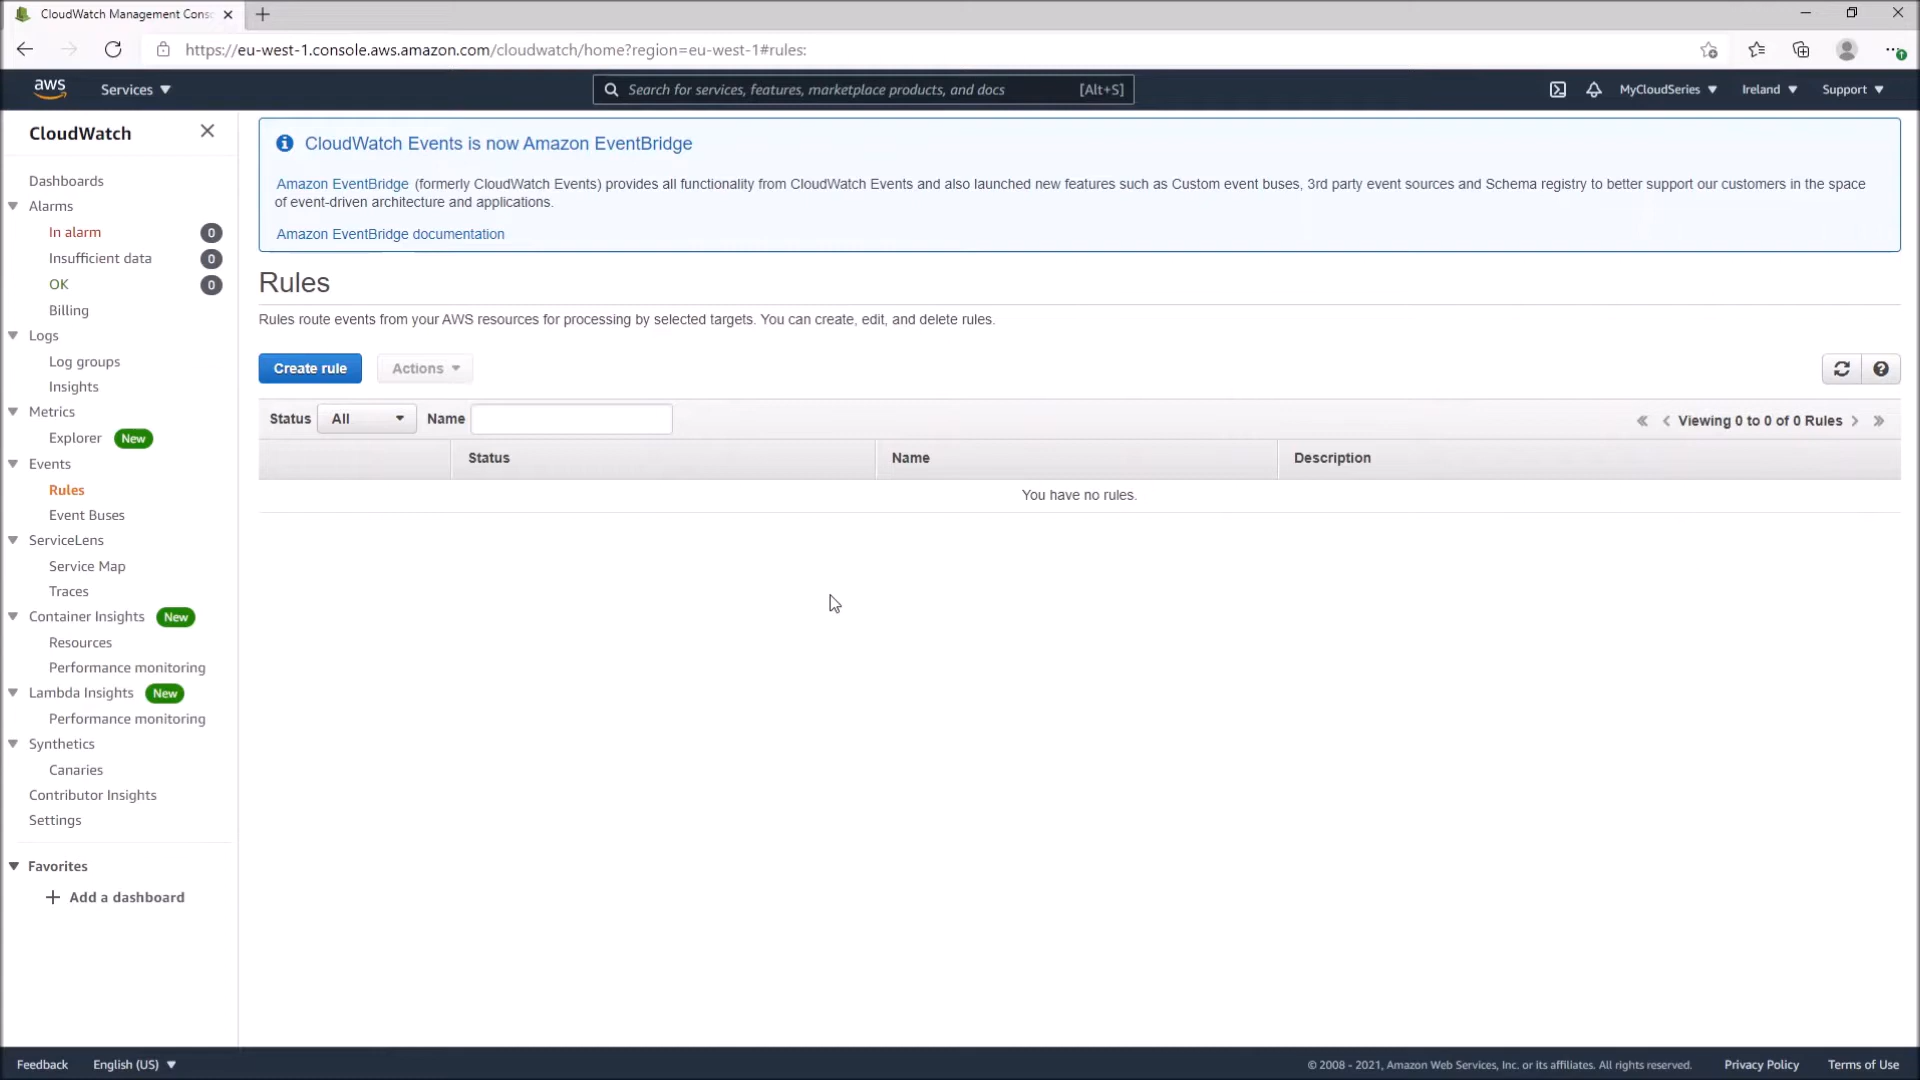 CloudWatch Management Cons
https://eu-west-1.console.aws.amazon.com/cloudwatch/home?region=eu-west-1#rules:
aws
Services
Search for services, features, marketplace products, and docs
[Alt+S]
MyCloudSeries
Ireland
Support
CloudWatch
Dashboards
Alarms
In alarm 0
Insufficient data 0
OK 0
Billing
Logs
Log groups
Insights
Metrics
Explorer New
Events
Rules
Event Buses
ServiceLens
Service Map
Traces
Container Insights New
Resources
Performance monitoring
Lambda Insights New
Performance monitoring
Synthetics
Canaries
Contributor Insights
Settings
Favorites
Add a dashboard
CloudWatch Events is now Amazon EventBridge
Amazon EventBridge (formerly CloudWatch Events) provides all functionality from CloudWatch Events and also launched new features such as Custom event buses, 3rd party event sources and Schema registry to better support our customers in the space
of event-driven architecture and applications.
Amazon EventBridge documentation
Rules
Rules route events from your AWS resources for processing by selected targets. You can create, edit, and delete rules.
Create rule
Actions
Status All Name
« < Viewing 0 to 0 of 0 Rules > »
Status Name Description
You have no rules.
Feedback
English (US)
© 2008 - 2021, Amazon Web Services, Inc. or its affiliates. All rights reserved.
Privacy Policy
Terms of Use